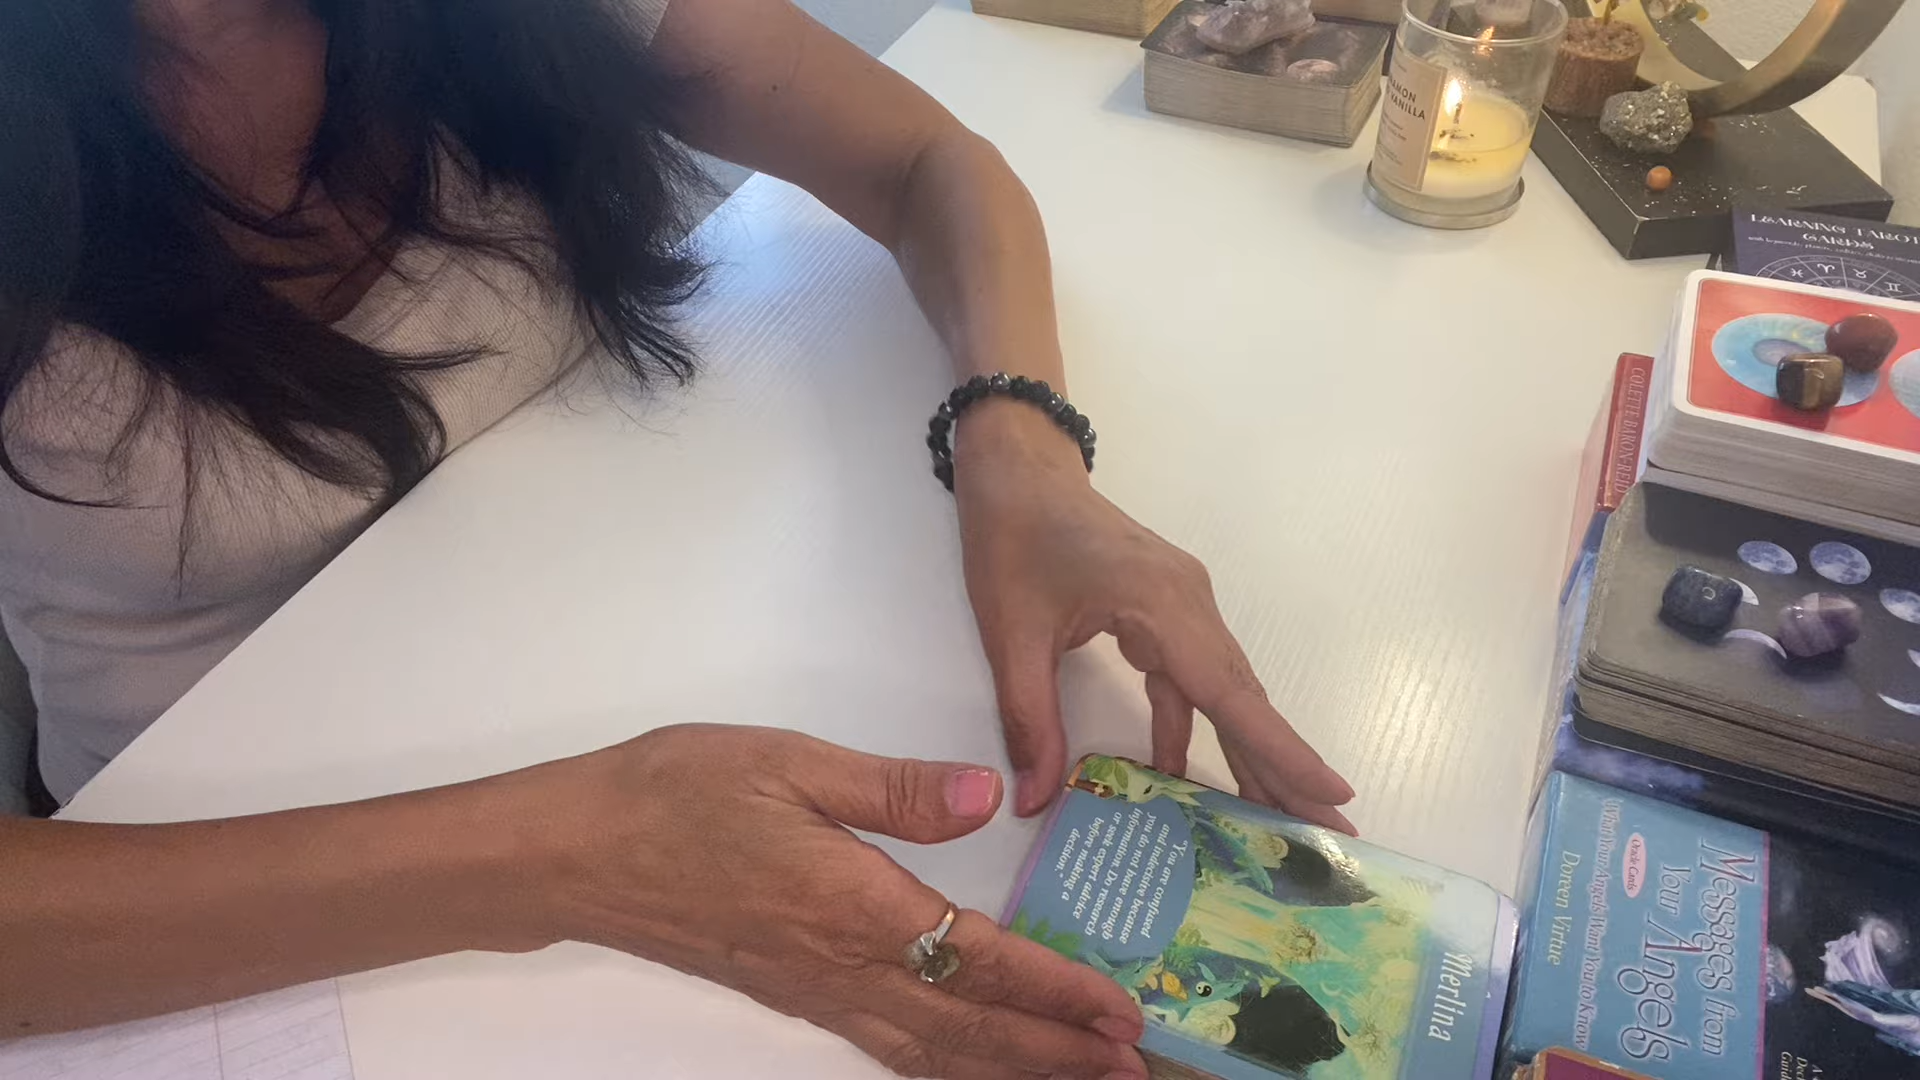 AMON
VANILLA
LEARNING TAROT
CARDS
COLETTE BARON-REID
Merlina
"You are confused
and indecisive because
you do not have enough
information. Do research
or seek expert advice
before making a
decision."
Messages from
Your Angels
Oracle Cards
What Your Angels Want You to Know
Doreen Virtue